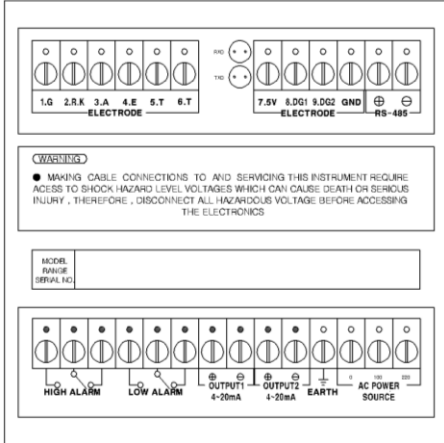 RXD
TXD
1.G 2.R.K 3.A 4.E 5.T 6.T 7.5V 8.DG1 9.DG2 GND ⊕ ⊖
ELECTRODE ELECTRODE RS-485
WARNING
● MAKING CABLE CONNECTIONS TO AND SERVICING THIS INSTRUMENT REQUIRE
ACESS TO SHOCK HAZARD LEVEL VOLTAGES WHICH CAN CAUSE DEATH OR SERIOUS
INJURY , THEREFORE , DISCONNECT ALL HAZARDOUS VOLTAGE BEFORE ACCESSING
THE ELECTRONICS
MODEL
RANGE
SERIAL NO.
⊕ ⊖ ⊕ ⊖ 0 100
HIGH ALARM LOW ALARM OUTPUT1 OUTPUT2 EARTH AC POWER
4~20mA 4~20mA SOURCE